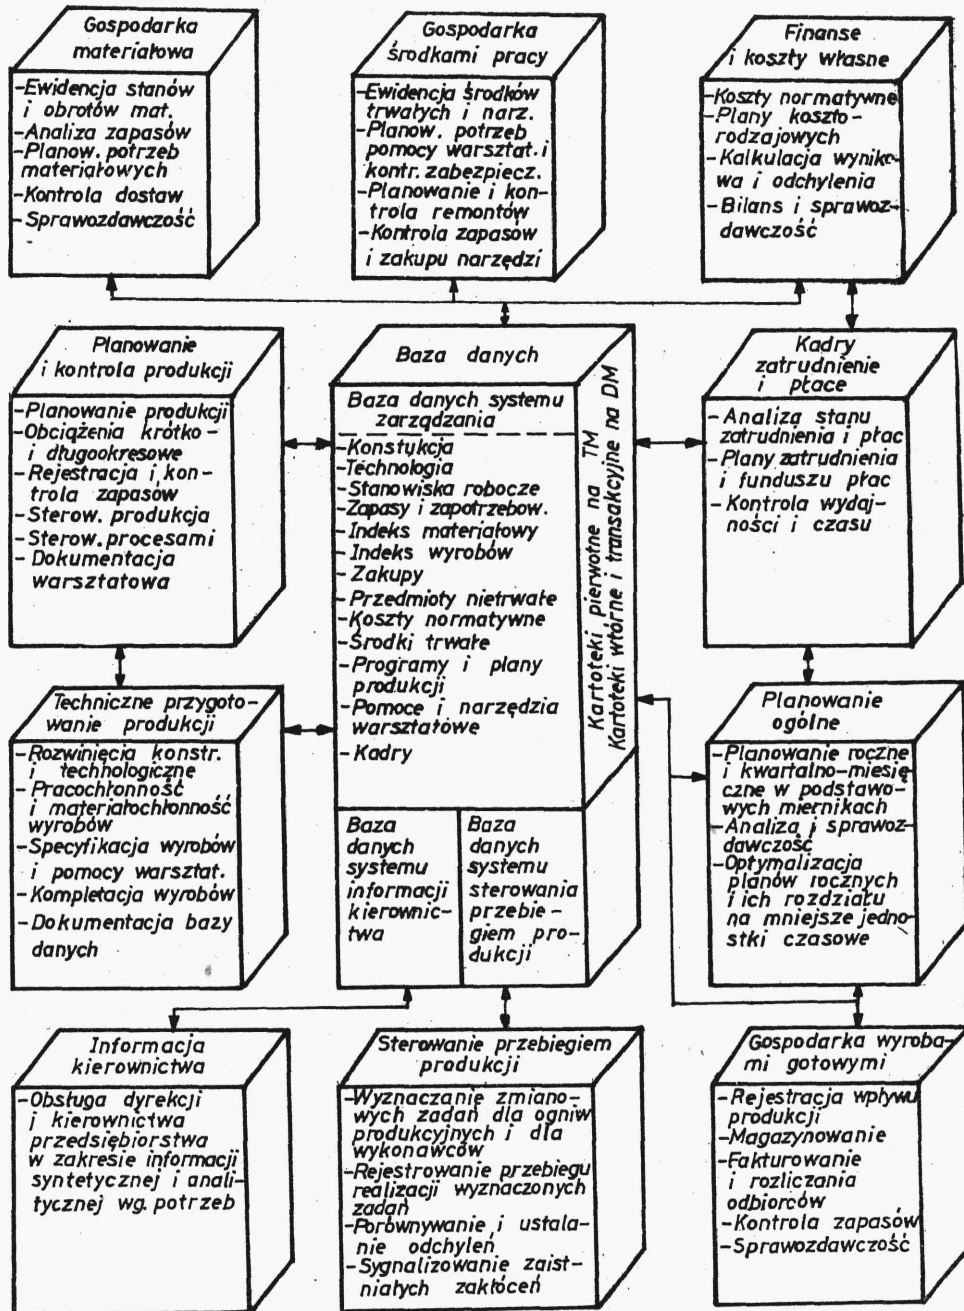 Gospodarka
materiałowa
-Ewidencja stanów
i obrotów mat.
-Analiza zapasów
-Planow. potrzeb
materiałowych
-Kontrola dostaw
-Sprawozdawczość
Gospodarka
środkami pracy
-Ewidencja środków
trwałych i narz.
-Planow. potrzeb
pomocy warsztat. i
kontr. zabezpiecz.
-Planowanie i kon-
trola remontów
-Kontrola zapasów
i zakupu narzędzi
Finanse
i koszty własne
-Koszty normatywne
-Plany koszto-
rodzajowych
-Kalkulacja wyniko-
wa i odchylenia
-Bilans i sprawoz-
dawczość
Planowanie
i kontrola produkcji
-Planowanie produkcji
-Obciążenia krótko-
i długookresowe
-Rejestracja i kon-
trola zapasów
-Sterow. produkcja
-Sterow. procesami
-Dokumentacja
warsztatowa
Baza danych
Baza danych systemu
zarządzania
-Konstukcja
-Technologia
-Stanowiska robocze
-Zapasy i zapotrzebow.
-Indeks materiałowy
-Indeks wyrobów
-Zakupy
-Przedmioty nietrwałe
-Koszty normatywne
-Środki trwałe
-Programy i plany
produkcji
-Pomoce i narzędzia
warsztatowe
-Kadry
Kartoteki pierwotne na TM
Kartoteki wtórne i transakcyjne na DM
Baza
danych
systemu
informacji
kierownic-
twa
Baza
danych
systemu
sterowania
przebie-
giem pro-
dukcji
Kadry
zatrudnienie
i płace
-Analiza stanu
zatrudnienia i płac
-Plany zatrudnienia
i funduszu płac
-Kontrola wydaj-
ności i czasu
Techniczne przygoto-
wanie produkcji
-Rozwinięcia konstr.
i technologiczne
-Pracochłonność
i materiałochłonność
wyrobów
-Specyfikacja wyrobów
i pomocy warsztat.
-Kompletacja wyrobów
-Dokumentacja bazy
danych
Planowanie
ogólne
-Planowanie roczne
i kwartalno-miesię-
czne w podstawo-
wych miernikach
-Analiza i sprawoz-
dawczość
-Optymalizacja
planów rocznych
i ich rozdziału
na mniejsze jedno-
stki czasowe
Informacja
kierownictwa
-Obsługa dyrekcji
i kierownictwa
przedsiębiorstwa
w zakresie informacji
syntetycznej i anali-
tycznej wg. potrzeb
Sterowanie przebiegiem
produkcji
-Wyznaczanie zmiano-
wych zadań dla ogniw
produkcyjnych i dla
wykonawców
-Rejestrowanie przebiegu
realizacji wyznaczonych
zadań
-Porównywanie i ustala-
nie odchyleń
-Sygnalizowanie zaist-
niałych zakłóceń
Gospodarka wyroba-
mi gotowymi
-Rejestracja wpływu
produkcji
-Magazynowanie
-Fakturowanie
i rozliczania
odbiorców
-Kontrola zapasów
-Sprawozdawczość